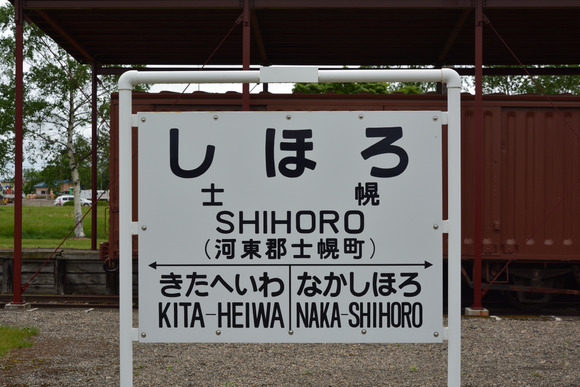 しほろ
士 幌
SHIHORO
(河東郡士幌町)
きたへいわ なかしほろ
KITA-HEIWA NAKA-SHIHORO